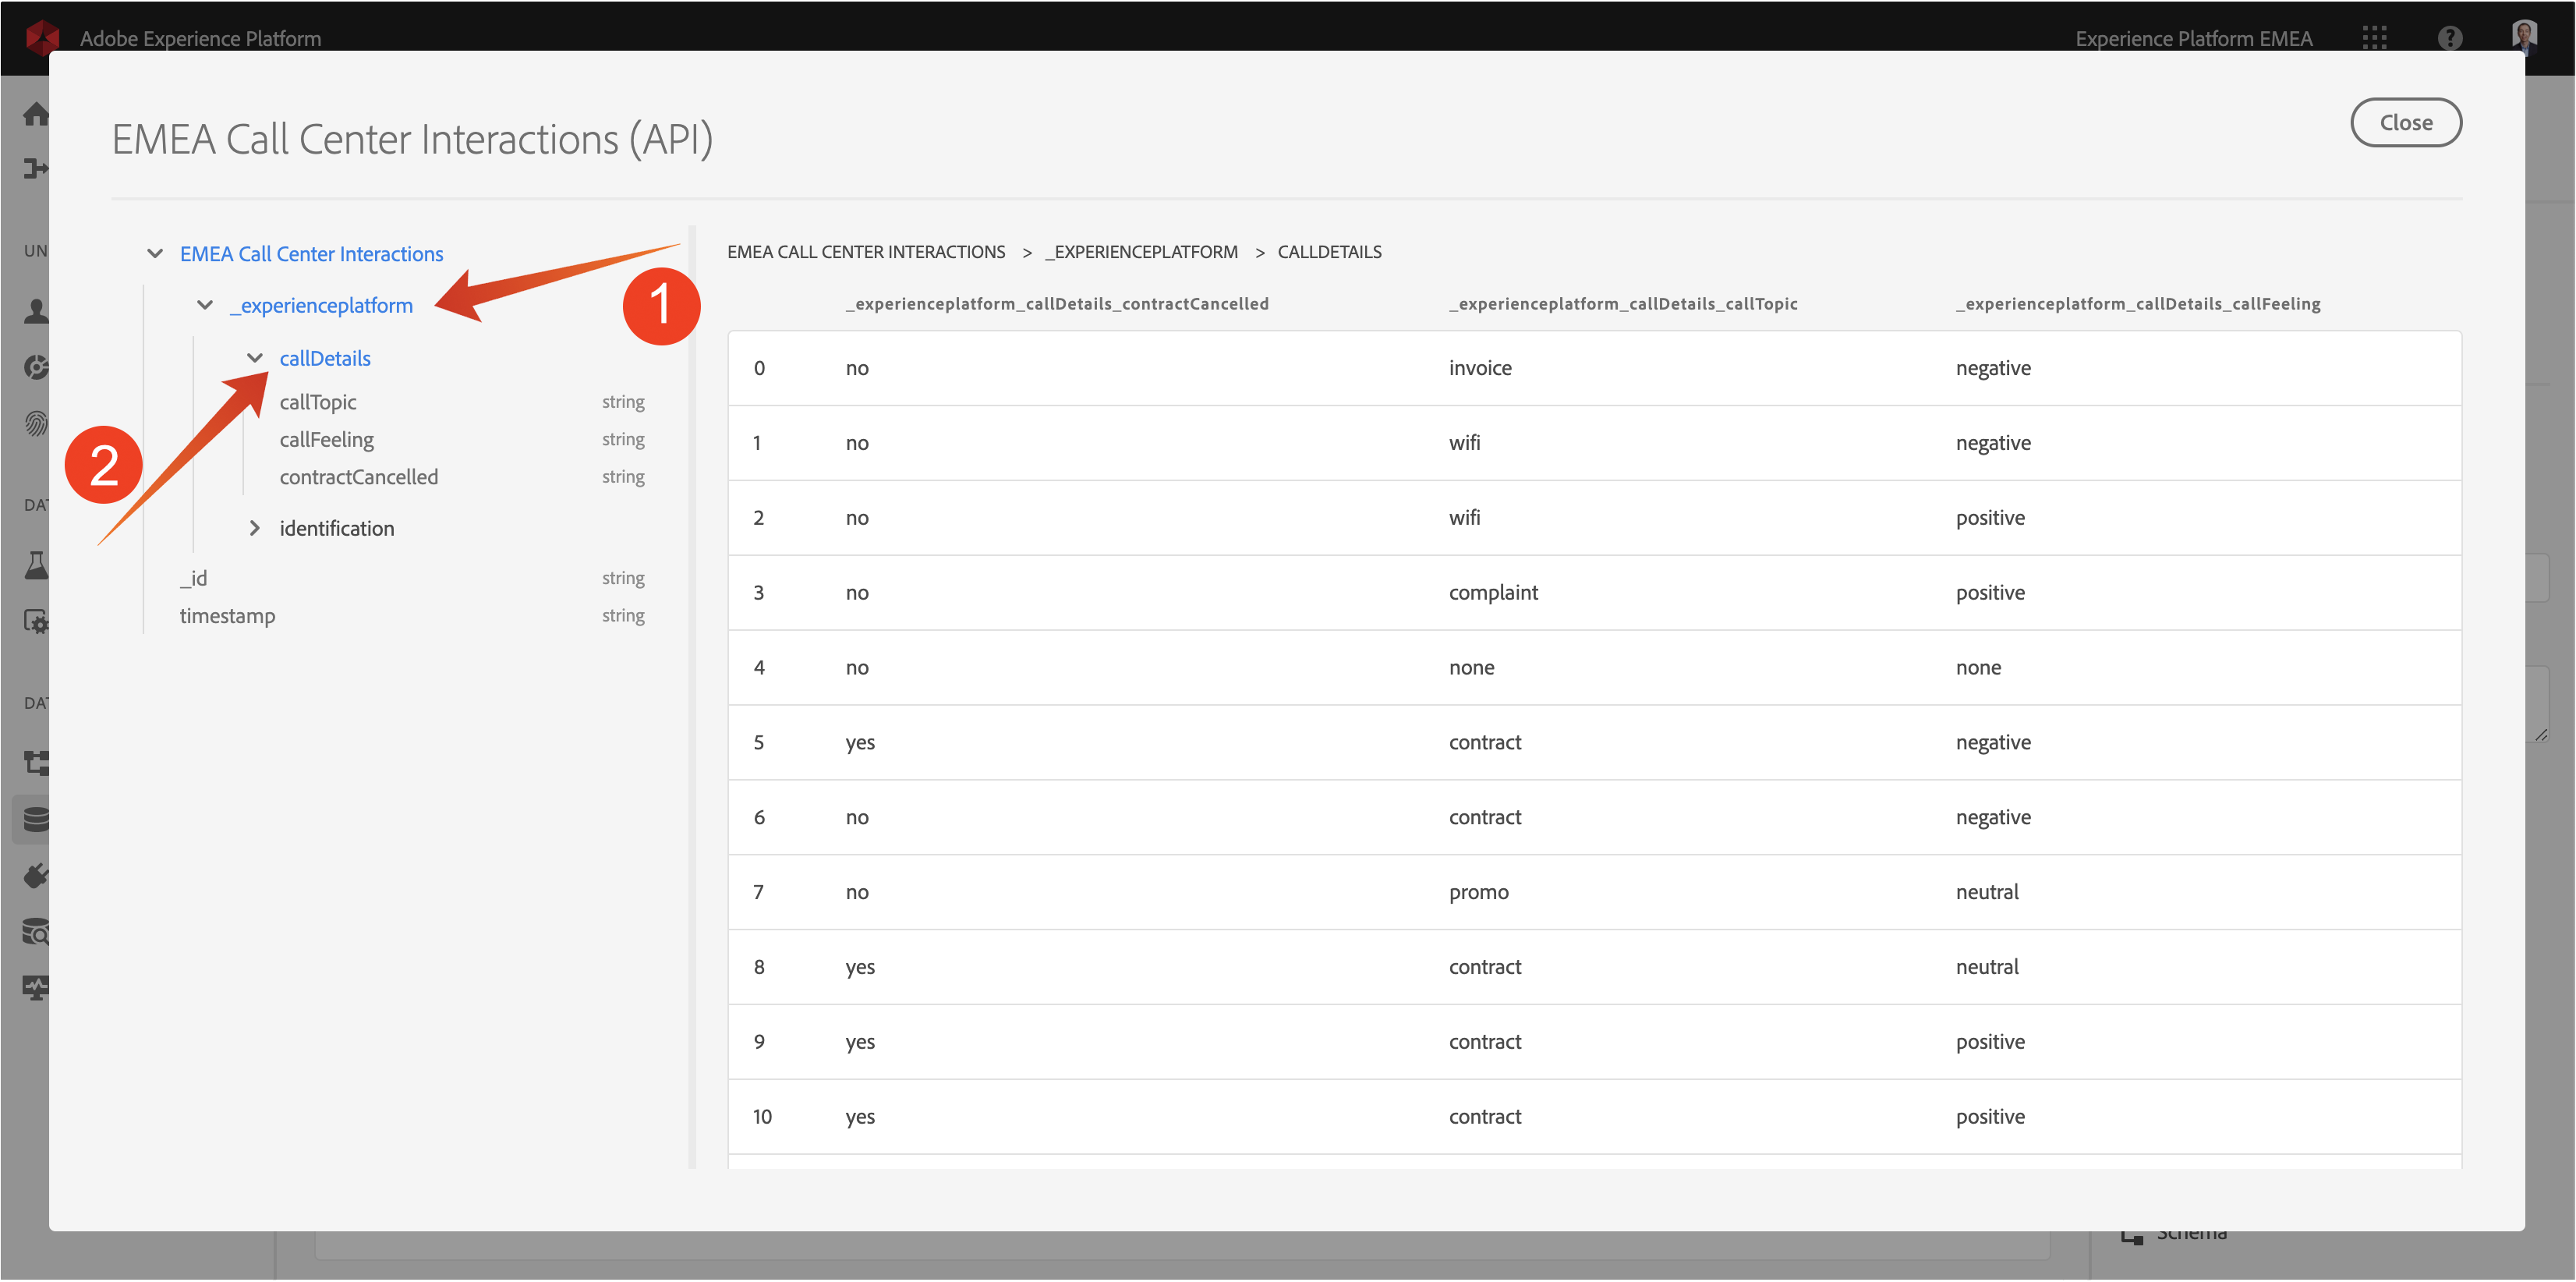 Adobe Experience Platform
Experience Platform EMEA
EMEA Call Center Interactions (API)
Close
UN
DAT
DAT
EMEA Call Center Interactions
_experienceplatform
callDetails
callTopic string
callFeeling string
contractCancelled string
identification
_id string
timestamp string
1
2
EMEA CALL CENTER INTERACTIONS > _EXPERIENCEPLATFORM > CALLDETAILS
_experienceplatform_callDetails_contractCancelled _experienceplatform_callDetails_callTopic _experienceplatform_callDetails_callFeeling
0 no invoice negative
1 no wifi negative
2 no wifi positive
3 no complaint positive
4 no none none
5 yes contract negative
6 no contract negative
7 no promo neutral
8 yes contract neutral
9 yes contract positive
10 yes contract positive
Schema